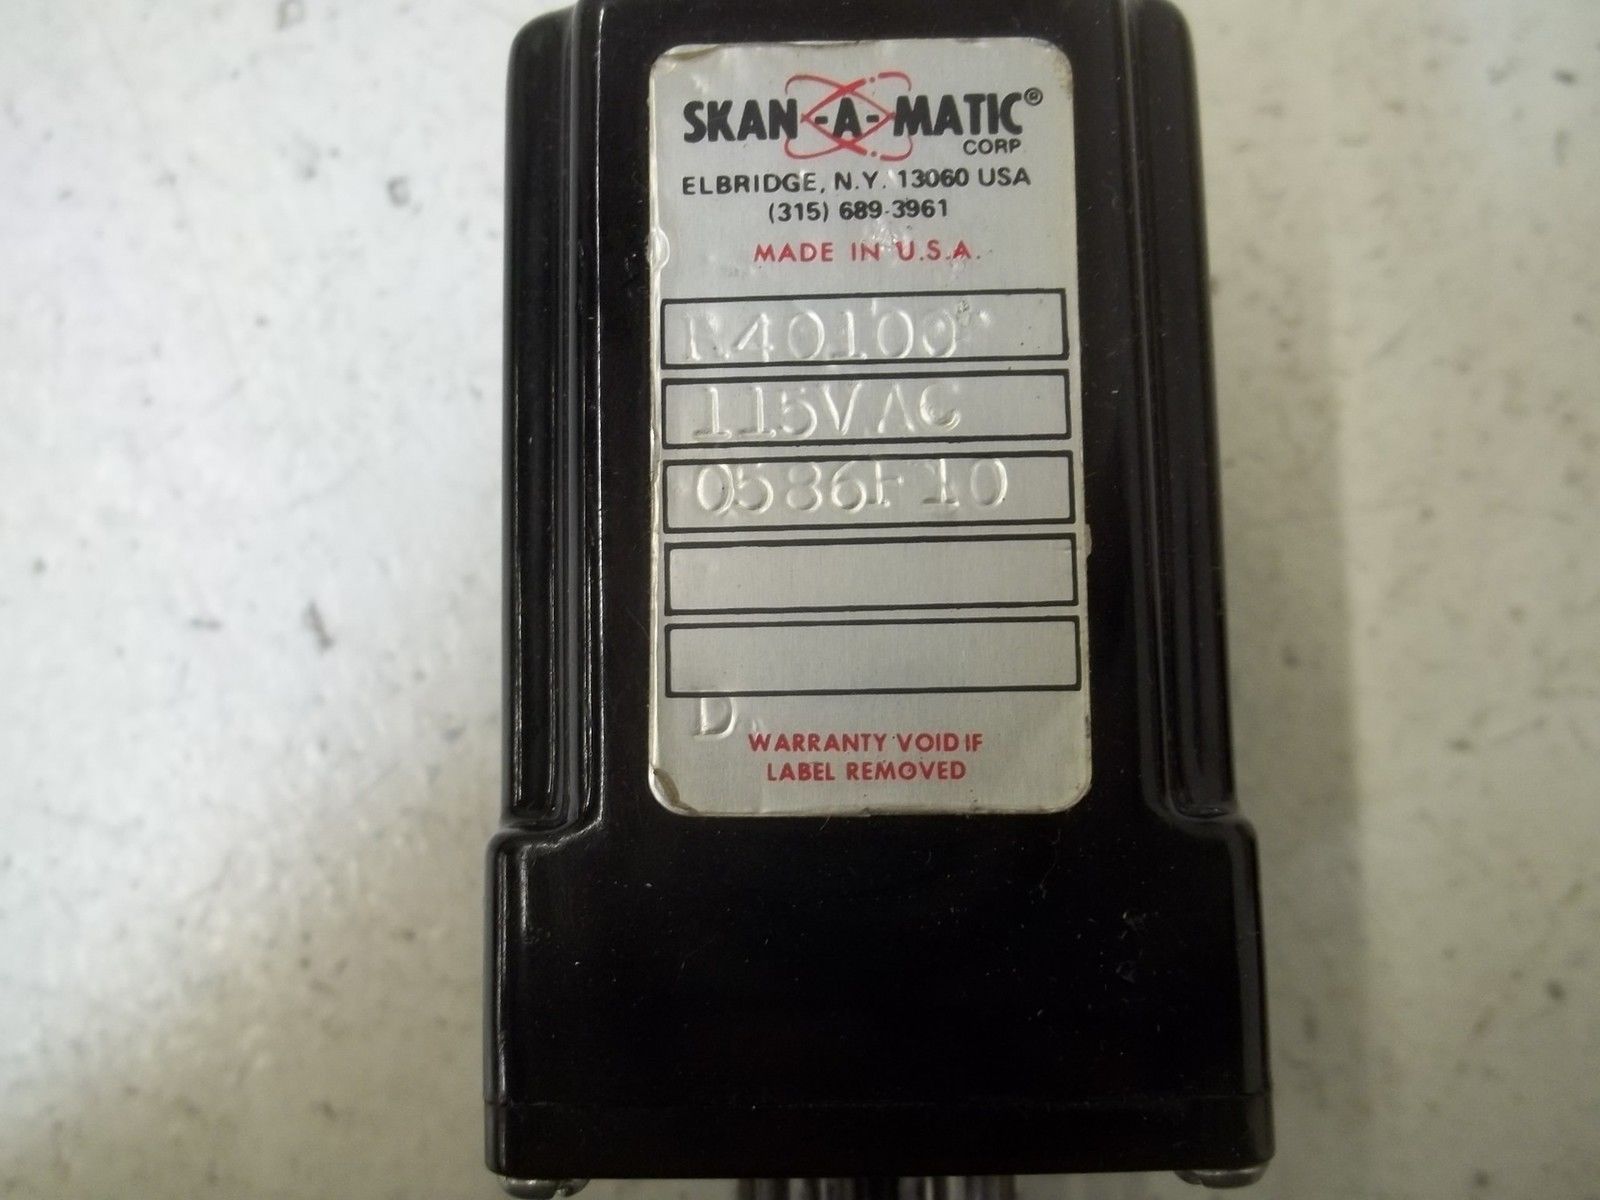 SKAN-A-MATIC®
CORP.
ELBRIDGE, N.Y. 13060 USA
(315) 689-3961
MADE IN U.S.A.
R40100
115VAC
0586F10
D
WARRANTY VOID IF
LABEL REMOVED